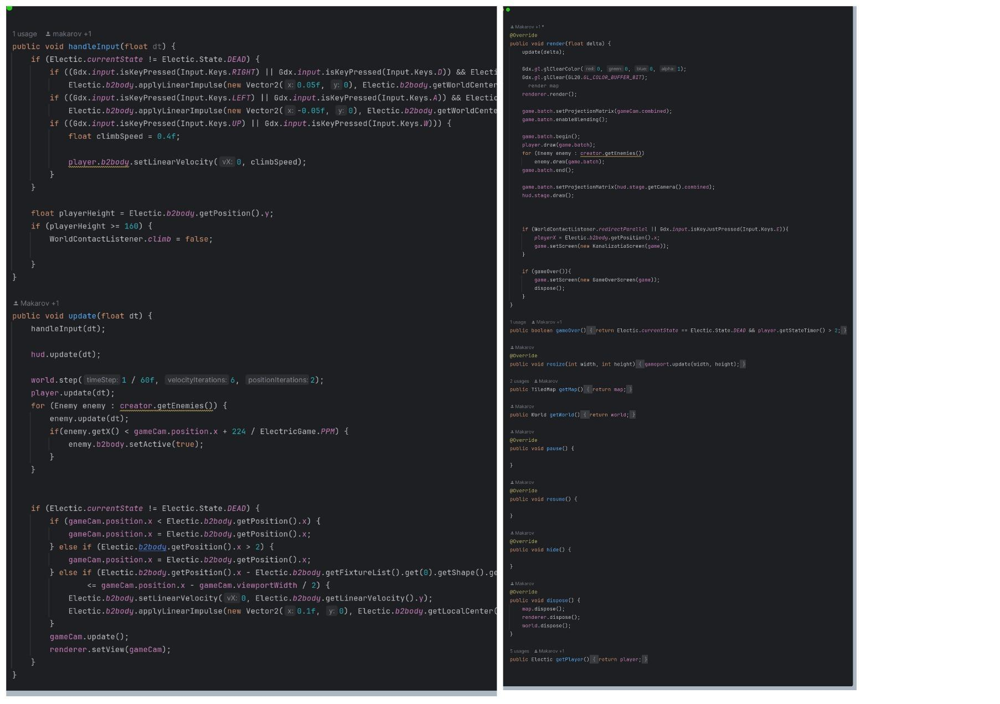 1 usage makarov +1
public void handleInput(float dt) {
if (Electic.currentState != Electic.State.DEAD) {
if ((Gdx.input.isKeyPressed(Input.Keys.RIGHT) || Gdx.input.isKeyPressed(Input.Keys.D)) && Electi
Electic.b2body.applyLinearImpulse(new Vector2( x: 0.05f, y: 0), Electic.b2body.getWorldCenter
if ((Gdx.input.isKeyPressed(Input.Keys.LEFT) || Gdx.input.isKeyPressed(Input.Keys.A)) && Electic
Electic.b2body.applyLinearImpulse(new Vector2( x: -0.05f, y: 0), Electic.b2body.getWorldCente
if ((Gdx.input.isKeyPressed(Input.Keys.UP) || Gdx.input.isKeyPressed(Input.Keys.W))) {
float climbSpeed = 0.4f;
player.b2body.setLinearVelocity( vX: 0, climbSpeed);
}
}
float playerHeight = Electic.b2body.getPosition().y;
if (playerHeight >= 160) {
WorldContactListener.climb = false;
}
}
Makarov +1
public void update(float dt) {
handleInput(dt);
hud.update(dt);
world.step( timeStep: 1 / 60f, velocityIterations: 6, positionIterations: 2);
player.update(dt);
for (Enemy enemy : creator.getEnemies()) {
enemy.update(dt);
if(enemy.getX() < gameCam.position.x + 224 / ElectricGame.PPM) {
enemy.b2body.setActive(true);
}
}
if (Electic.currentState != Electic.State.DEAD) {
if (gameCam.position.x < Electic.b2body.getPosition().x) {
gameCam.position.x = Electic.b2body.getPosition().x;
} else if (Electic.b2body.getPosition().x > 2) {
gameCam.position.x = Electic.b2body.getPosition().x;
} else if (Electic.b2body.getPosition().x - Electic.b2body.getFixtureList().get(0).getShape().ge
<= gameCam.position.x - gameCam.viewportWidth / 2) {
Electic.b2body.setLinearVelocity( vX: 0, Electic.b2body.getLinearVelocity().y);
Electic.b2body.applyLinearImpulse(new Vector2( x: 0.1f, y: 0), Electic.b2body.getLocalCenter(
}
gameCam.update();
renderer.setView(gameCam);
}
}
Makarov +1 *
@Override
public void render(float delta) {
update(delta);
Gdx.gl.glClearColor( red: 0, green: 0, blue: 0, alpha: 1);
Gdx.gl.glClear(GL20.GL_COLOR_BUFFER_BIT);
render map
renderer.render();
game.batch.setProjectionMatrix(gameCam.combined);
game.batch.enableBlending();
game.batch.begin();
player.draw(game.batch);
for (Enemy enemy : creator.getEnemies())
enemy.draw(game.batch);
game.batch.end();
game.batch.setProjectionMatrix(hud.stage.getCamera().combined);
hud.stage.draw();
if (WorldContactListener.redirectParallel || Gdx.input.isKeyJustPressed(Input.Keys.E)){
playerX = Electic.b2body.getPosition().x;
game.setScreen(new KanalizatiaScreen(game));
}
if (gameOver()){
game.setScreen(new GameOverScreen(game));
dispose();
}
}
1 usage Makarov +1
public boolean gameOver() { return Electic.currentState == Electic.State.DEAD && player.getStateTimer() > 2; }
Makarov
@Override
public void resize(int width, int height) { gameport.update(width, height); }
2 usages Makarov
public TiledMap getMap() { return map; }
Makarov
public World getWorld() { return world; }
Makarov
@Override
public void pause() {
}
Makarov
@Override
public void resume() {
}
Makarov
@Override
public void hide() {
}
Makarov
@Override
public void dispose() {
map.dispose();
renderer.dispose();
world.dispose();
}
5 usages Makarov +1
public Electic getPlayer() { return player; }